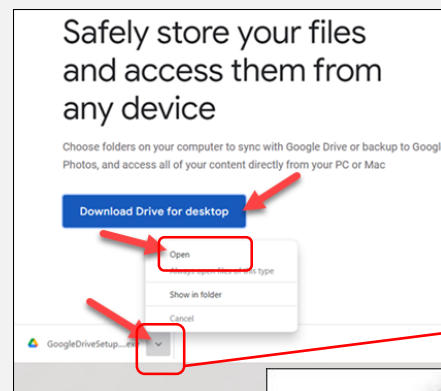 Safely store your files
and access them from
any device
Choose folders on your computer to sync with Google Drive or backup to Googl
Photos, and access all of your content directly from your PC or Mac
Download Drive for desktop
Open
Always open files of this type
Show in folder
Cancel
GoogleDriveSetup....exe